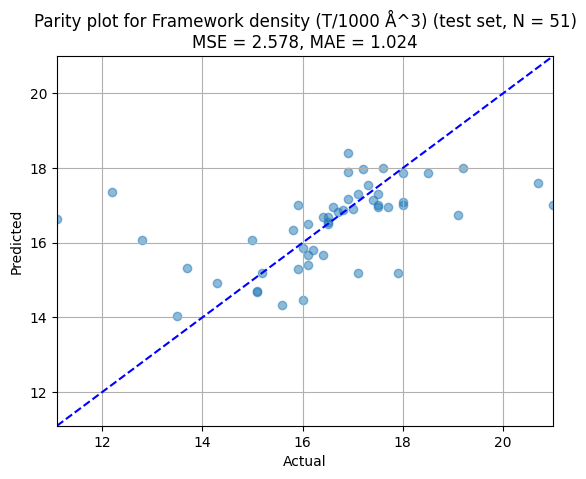 Parity plot for Framework density (T/1000 Å^3) (test set, N = 51)
MSE = 2.578, MAE = 1.024
20
18
16
14
12
Predicted
12 14 16 18 20
Actual